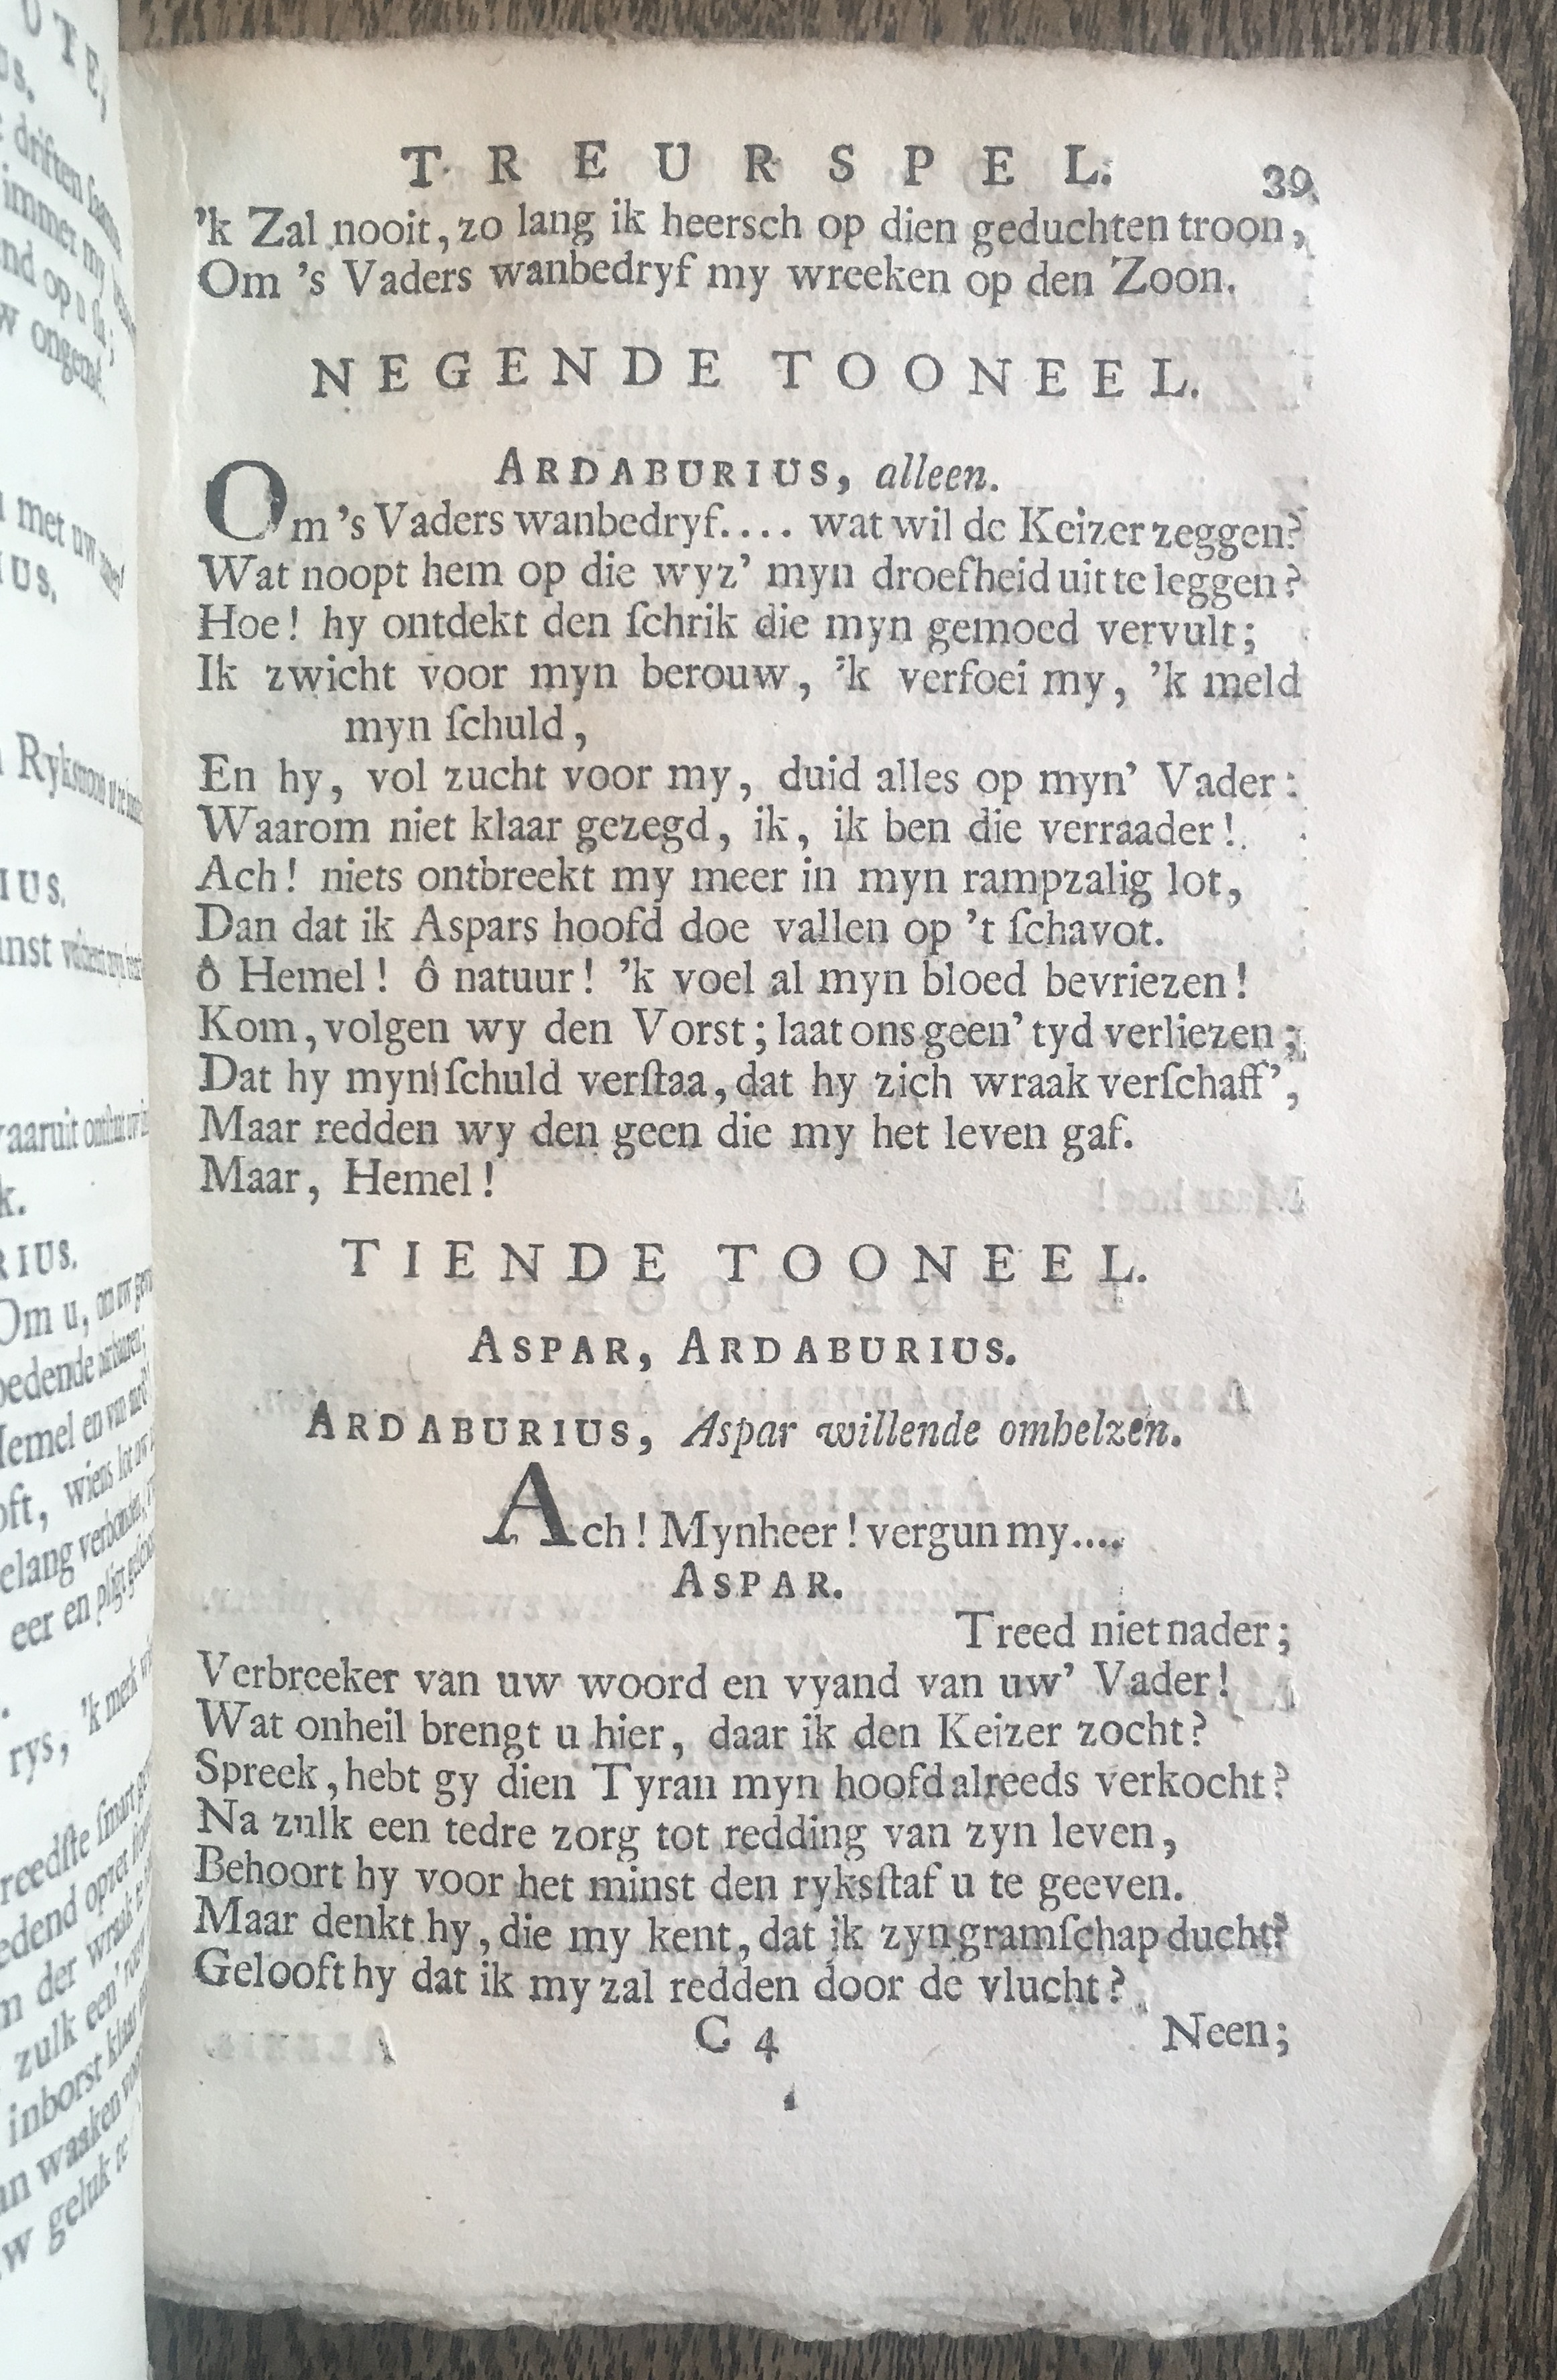 TREURSPEL. 39
'k Zal nooit, zo lang ik heersch op dien geduchten troon,
Om 's Vaders wanbedryf my wreeken op den Zoon.
NEGENDE TOONEEL.
ARDABURIUS, alleen.
Om 's Vaders wanbedryf.... wat wil de Keizer zeggen?
Wat noopt hem op die wyz' myn droefheid uit te leggen?
Hoe! hy ontdekt den ſchrik die myn gemoed vervult;
Ik zwicht voor myn berouw, 'k verfoei my, 'k meld
myn ſchuld,
En hy, vol zucht voor my, duid alles op myn' Vader:
Waarom niet klaar gezegd, ik, ik ben die verraader!
Ach! niets ontbreekt my meer in myn rampzalig lot,
Dan dat ik Aspars hoofd doe vallen op 't ſchavot.
ô Hemel! ô natuur! 'k voel al myn bloed bevriezen!
Kom, volgen wy den Vorst; laat ons geen' tyd verliezen;
Dat hy myn ſchuld verſtaa, dat hy zich wraak verſchaff',
Maar redden wy den geen die my het leven gaf.
Maar, Hemel!
TIENDE TOONEEL.
ASPAR, ARDABURIUS.
ARDABURIUS, Aspar willende omhelzen.
Ach! Mynheer! vergun my....
ASPAR.
Treed niet nader;
Verbreeker van uw woord en vyand van uw' Vader!
Wat onheil brengt u hier, daar ik den Keizer zocht?
Spreek, hebt gy dien Tyran myn hoofd alreeds verkocht?
Na zulk een tedre zorg tot redding van zyn leven,
Behoort hy voor het minst den ryksſtaf u te geeven.
Maar denkt hy, die my kent, dat ik zyn gramſchap ducht?
Gelooft hy dat ik my zal redden door de vlucht?
C 4 Neen;